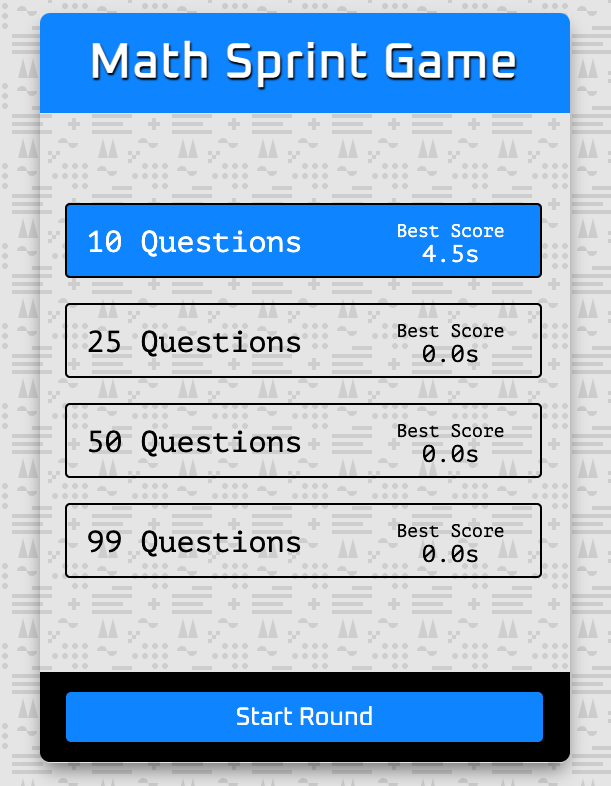 Math Sprint Game
10 Questions
Best Score
4.5s
25 Questions
Best Score
0.0s
50 Questions
Best Score
0.0s
99 Questions
Best Score
0.0s
Start Round